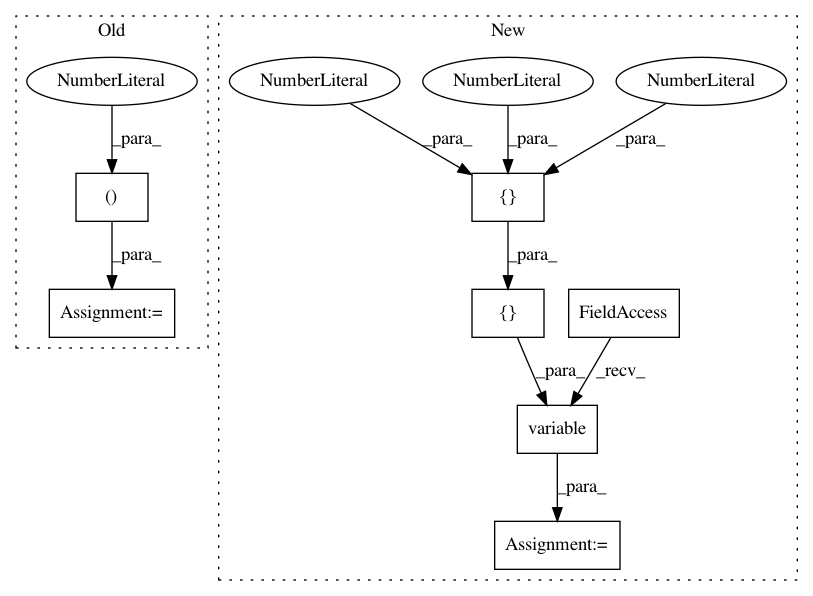 Old
New
NumberLiteral
NumberLiteral
NumberLiteral
NumberLiteral
_para_
_para_
_para_
_para_
()
{}
_para_
_para_
Assignment:=
{}
FieldAccess
_para_
_recv_
variable
_para_
Assignment:=